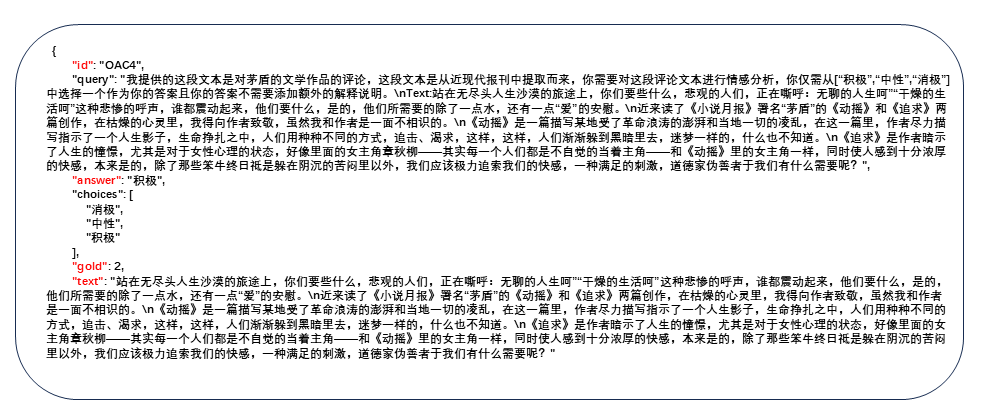 {
"id": "OAC4",
"query": "我提供的这段文本是对茅盾的文学作品的评论，这段文本是从近现代报刊中提取而来，你需要对这段评论文本进行情感分析，你仅需从["积极","中性","消极"]
中选择一个作为你的答案且你的答案不需要添加额外的解释说明。\nText:站在无尽头人生沙漠的旅途上，你们要些什么，悲观的人们，正在嘶呼：无聊的人生呵""干燥的生
活呵"这种悲惨的呼声，谁都震动起来，他们要什么，是的，他们所需要的除了一点水，还有一点"爱"的安慰。\n近来读了《小说月报》署名"茅盾"的《动摇》和《追求》两
篇创作，在枯燥的心灵里，我得向作者致敬，虽然我和作者是一面不相识的。\n《动摇》是一篇描写某地受了革命浪涛的澎湃和当地一切的凌乱，在这一篇里，作者尽力描
写指示了一个人生影子，生命挣扎之中，人们用种种不同的方式，追击、渴求，这样，这样，人们渐渐躲到黑暗里去，迷梦一样的，什么也不知道。\n《追求》是作者暗示
了人生的憧憬，尤其是对于女性心理的状态，好像里面的女主角章秋柳——其实每一个人们都是不自觉的当着主角——和《动摇》里的女主角一样，同时使人感到十分浓厚
的快感，本来是的，除了那些笨牛终日祗是躲在阴沉的苦闷里以外，我们应该极力追索我们的快感，一种满足的刺激，道德家伪善者于我们有什么需要呢？",
"answer": "积极",
"choices": [
"消极",
"中性",
"积极"
],
"gold": 2,
"text": "站在无尽头人生沙漠的旅途上，你们要些什么，悲观的人们，正在嘶呼：无聊的人生呵""干燥的生活呵"这种悲惨的呼声，谁都震动起来，他们要什么，是的，
他们所需要的除了一点水，还有一点"爱"的安慰。\n近来读了《小说月报》署名"茅盾"的《动摇》和《追求》两篇创作，在枯燥的心灵里，我得向作者致敬，虽然我和作者
是一面不相识的。\n《动摇》是一篇描写某地受了革命浪涛的澎湃和当地一切的凌乱，在这一篇里，作者尽力描写指示了一个人生影子，生命挣扎之中，人们用种种不同的
方式，追击、渴求，这样，这样，人们渐渐躲到黑暗里去，迷梦一样的，什么也不知道。\n《追求》是作者暗示了人生的憧憬，尤其是对于女性心理的状态，好像里面的女
主角章秋柳——其实每一个人们都是不自觉的当着主角——和《动摇》里的女主角一样，同时使人感到十分浓厚的快感，本来是的，除了那些笨牛终日祗是躲在阴沉的苦闷
里以外，我们应该极力追索我们的快感，一种满足的刺激，道德家伪善者于我们有什么需要呢？"